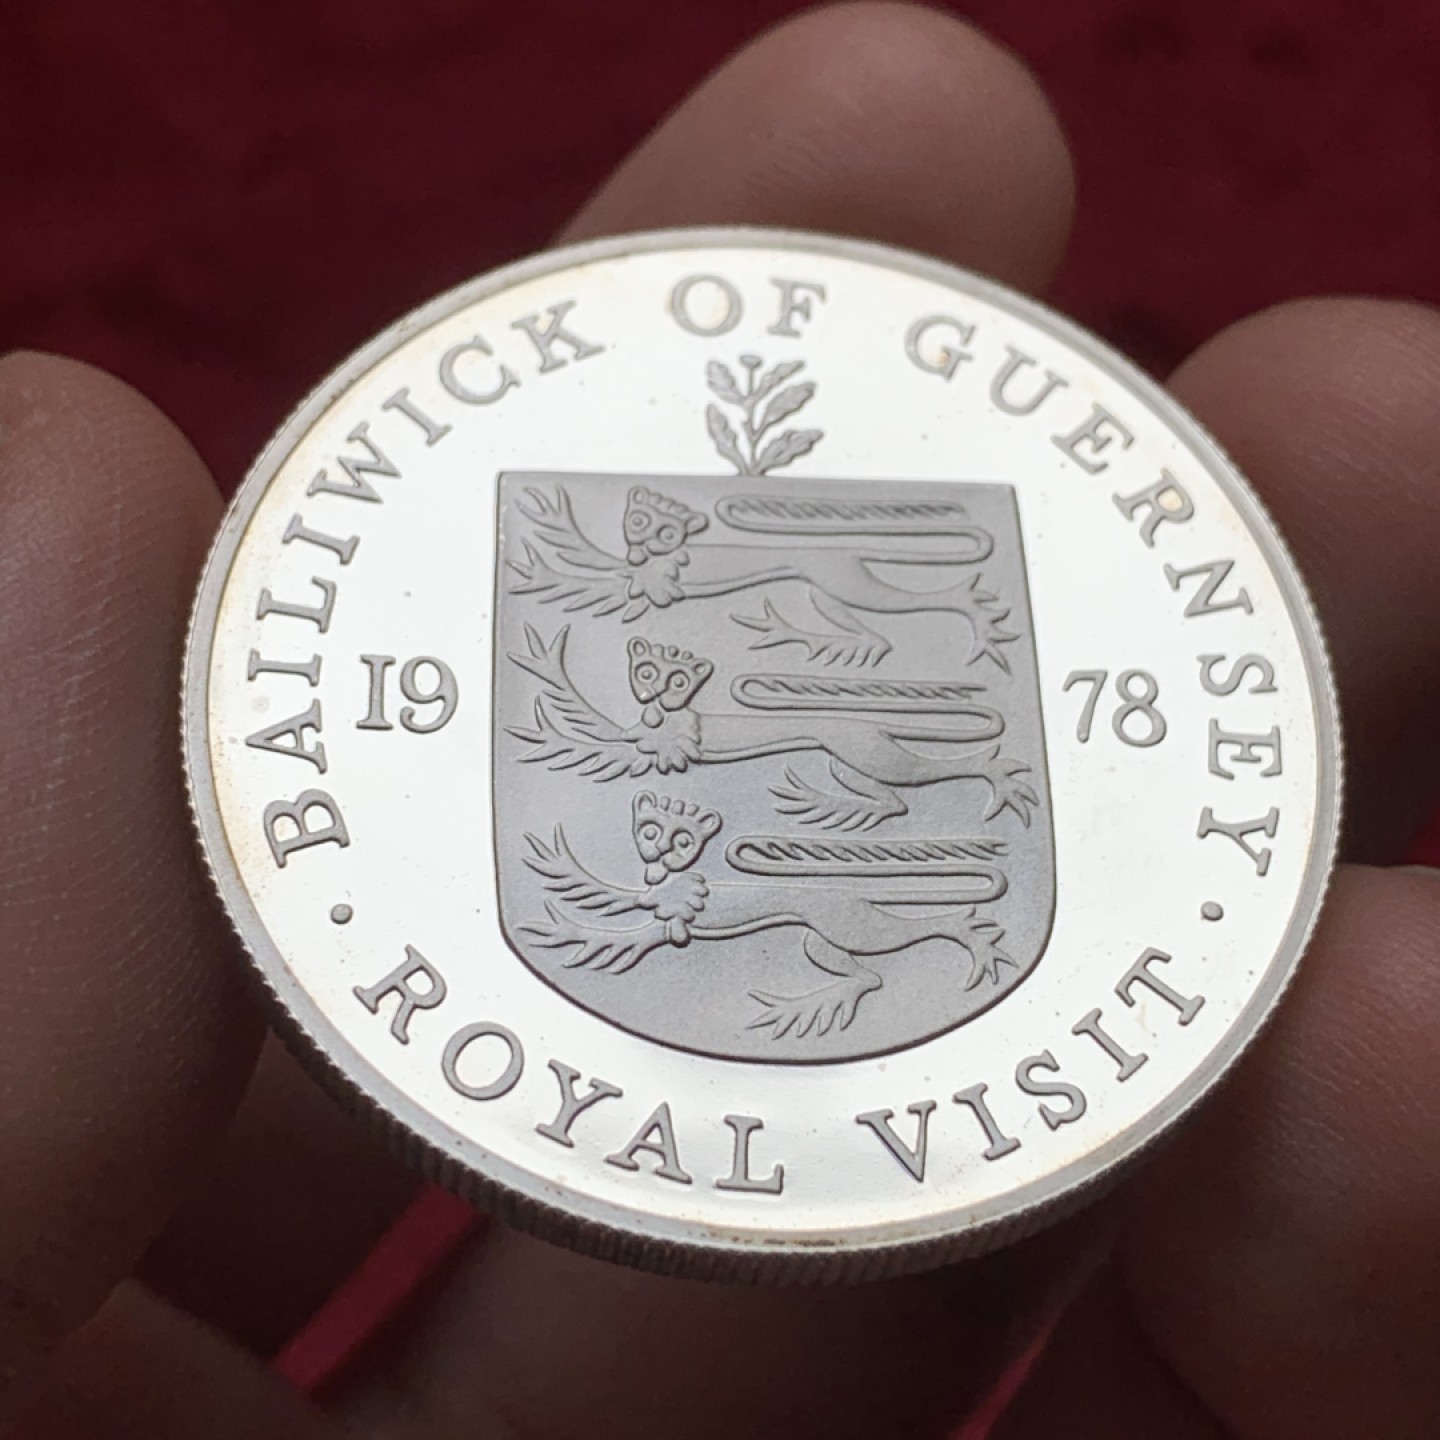 BAILIWICK OF GUERNSEY
19 78
· ROYAL VISIT ·